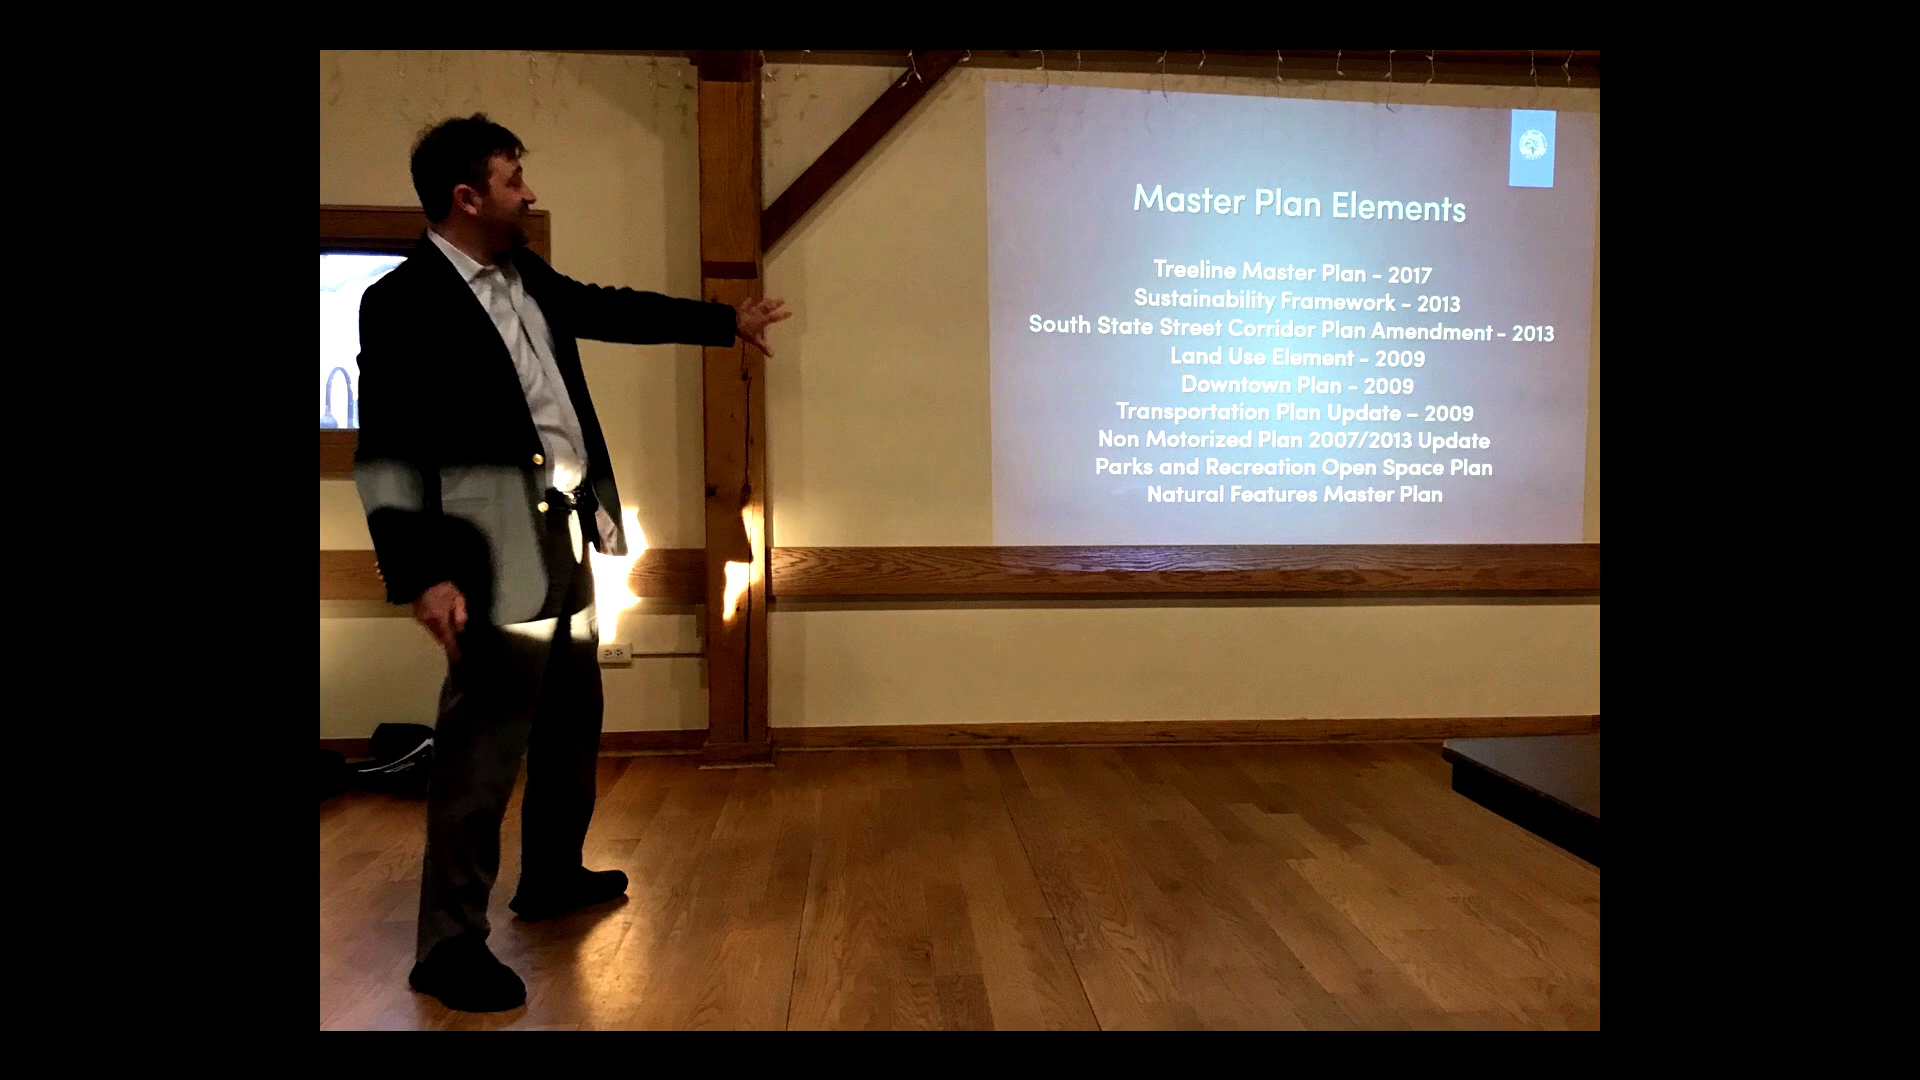 Master Plan Elements
Treeline Master Plan - 2017
Sustainability Framework - 2013
South State Street Corridor Plan Amendment - 2013
Land Use Element - 2009
Downtown Plan - 2009
Transportation Plan Update – 2009
Non Motorized Plan 2007/2013 Update
Parks and Recreation Open Space Plan
Natural Features Master Plan